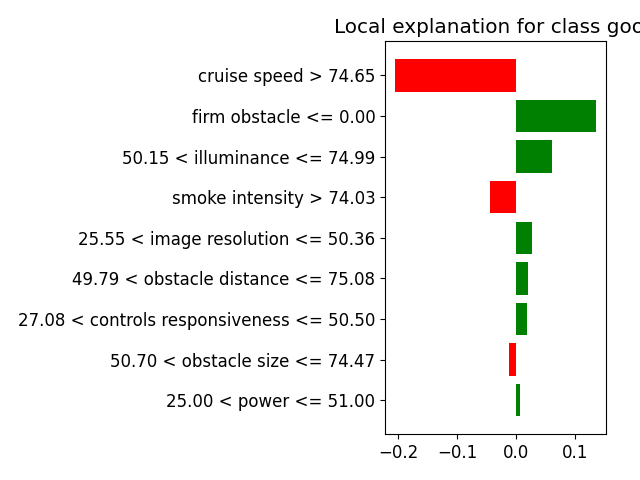 Local explanation for class goo
cruise speed > 74.65
firm obstacle <= 0.00
50.15 < illuminance <= 74.99
smoke intensity > 74.03
25.55 < image resolution <= 50.36
49.79 < obstacle distance <= 75.08
27.08 < controls responsiveness <= 50.50
50.70 < obstacle size <= 74.47
25.00 < power <= 51.00
−0.2 −0.1 0.0 0.1